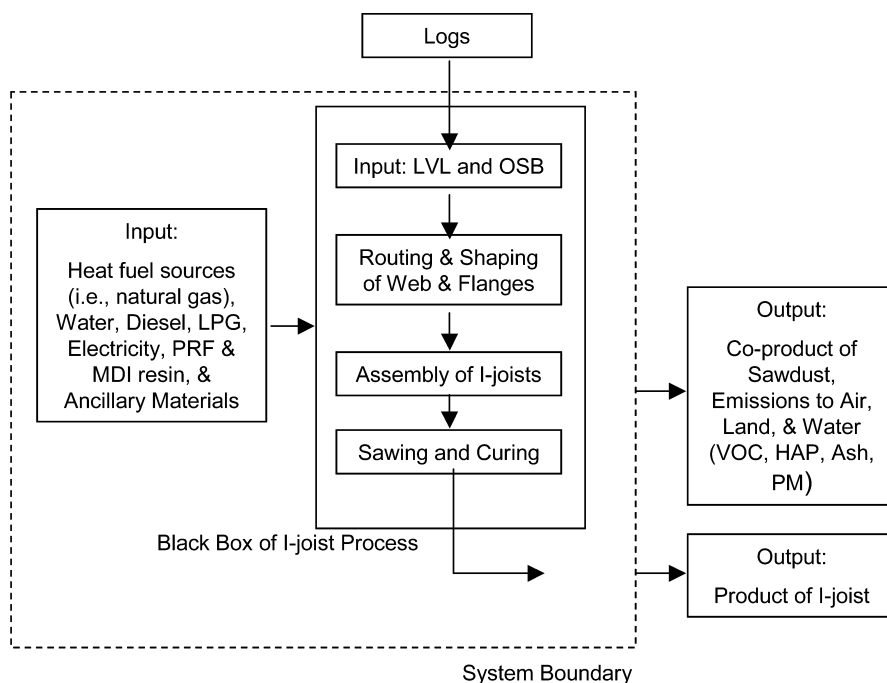 Logs
Input: LVL and OSB
Input:
Heat fuel sources
(i.e., natural gas),
Water, Diesel, LPG,
Electricity, PRF &
MDI resin, &
Ancillary Materials
Routing & Shaping
of Web & Flanges
Assembly of I-joists
Sawing and Curing
Black Box of I-joist Process
Output:
Co-product of
Sawdust,
Emissions to Air,
Land, & Water
(VOC, HAP, Ash,
PM)
Output:
Product of I-joist
System Boundary